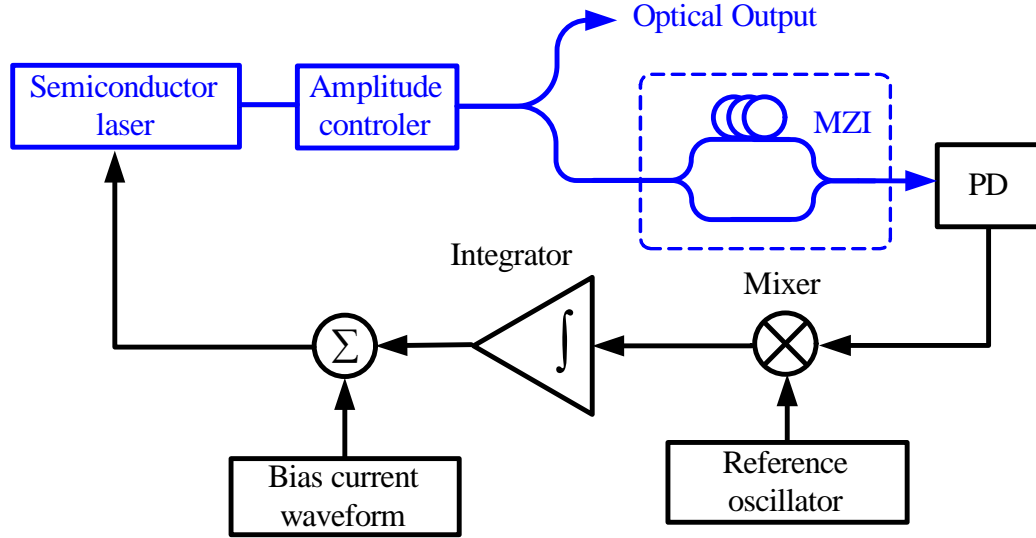 Optical Output
Semiconductor
laser
Amplitude
controler
MZI
PD
Integrator
∫
Mixer
Σ
Bias current
waveform
Reference
oscillator